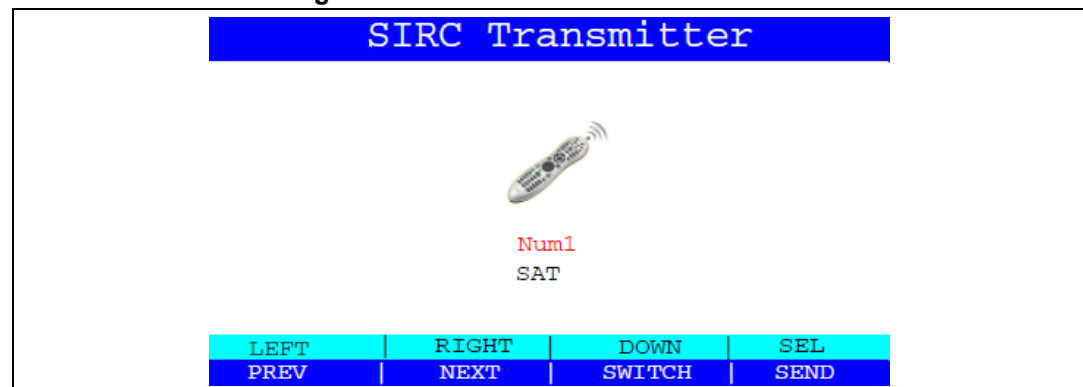 SIRC Transmitter
Num1
SAT
LEFT | RIGHT | DOWN | SEL
PREV | NEXT | SWITCH | SEND